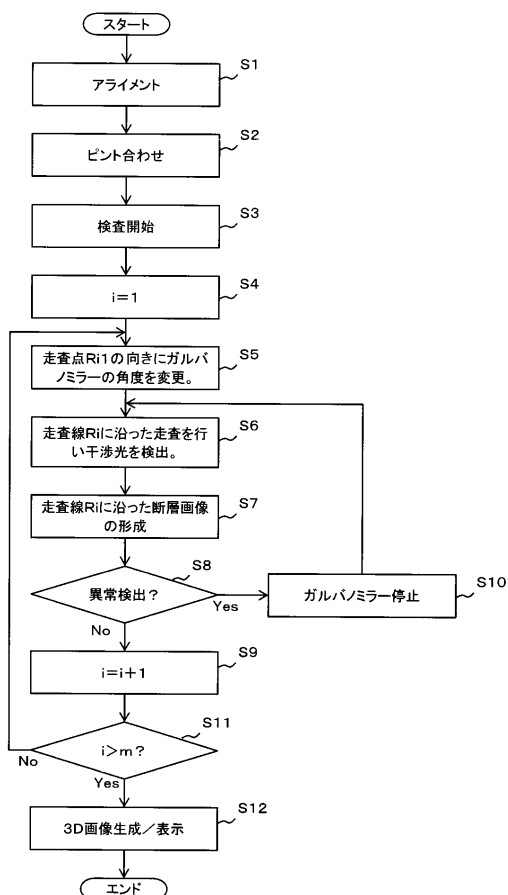 スタート
S1
アライメント
S2
ピント合わせ
S3
検査開始
S4
i=1
S5
走査点Ri1の向きにガルバ
ノミラーの角度を変更。
S6
走査線Riに沿った走査を行
い干渉光を検出。
S7
走査線Riに沿った断層画像
の形成
S8
異常検出?
Yes
No
S10
ガルバノミラー停止
S9
i=i+1
S11
i>m?
No
Yes
S12
3D画像生成/表示
エンド